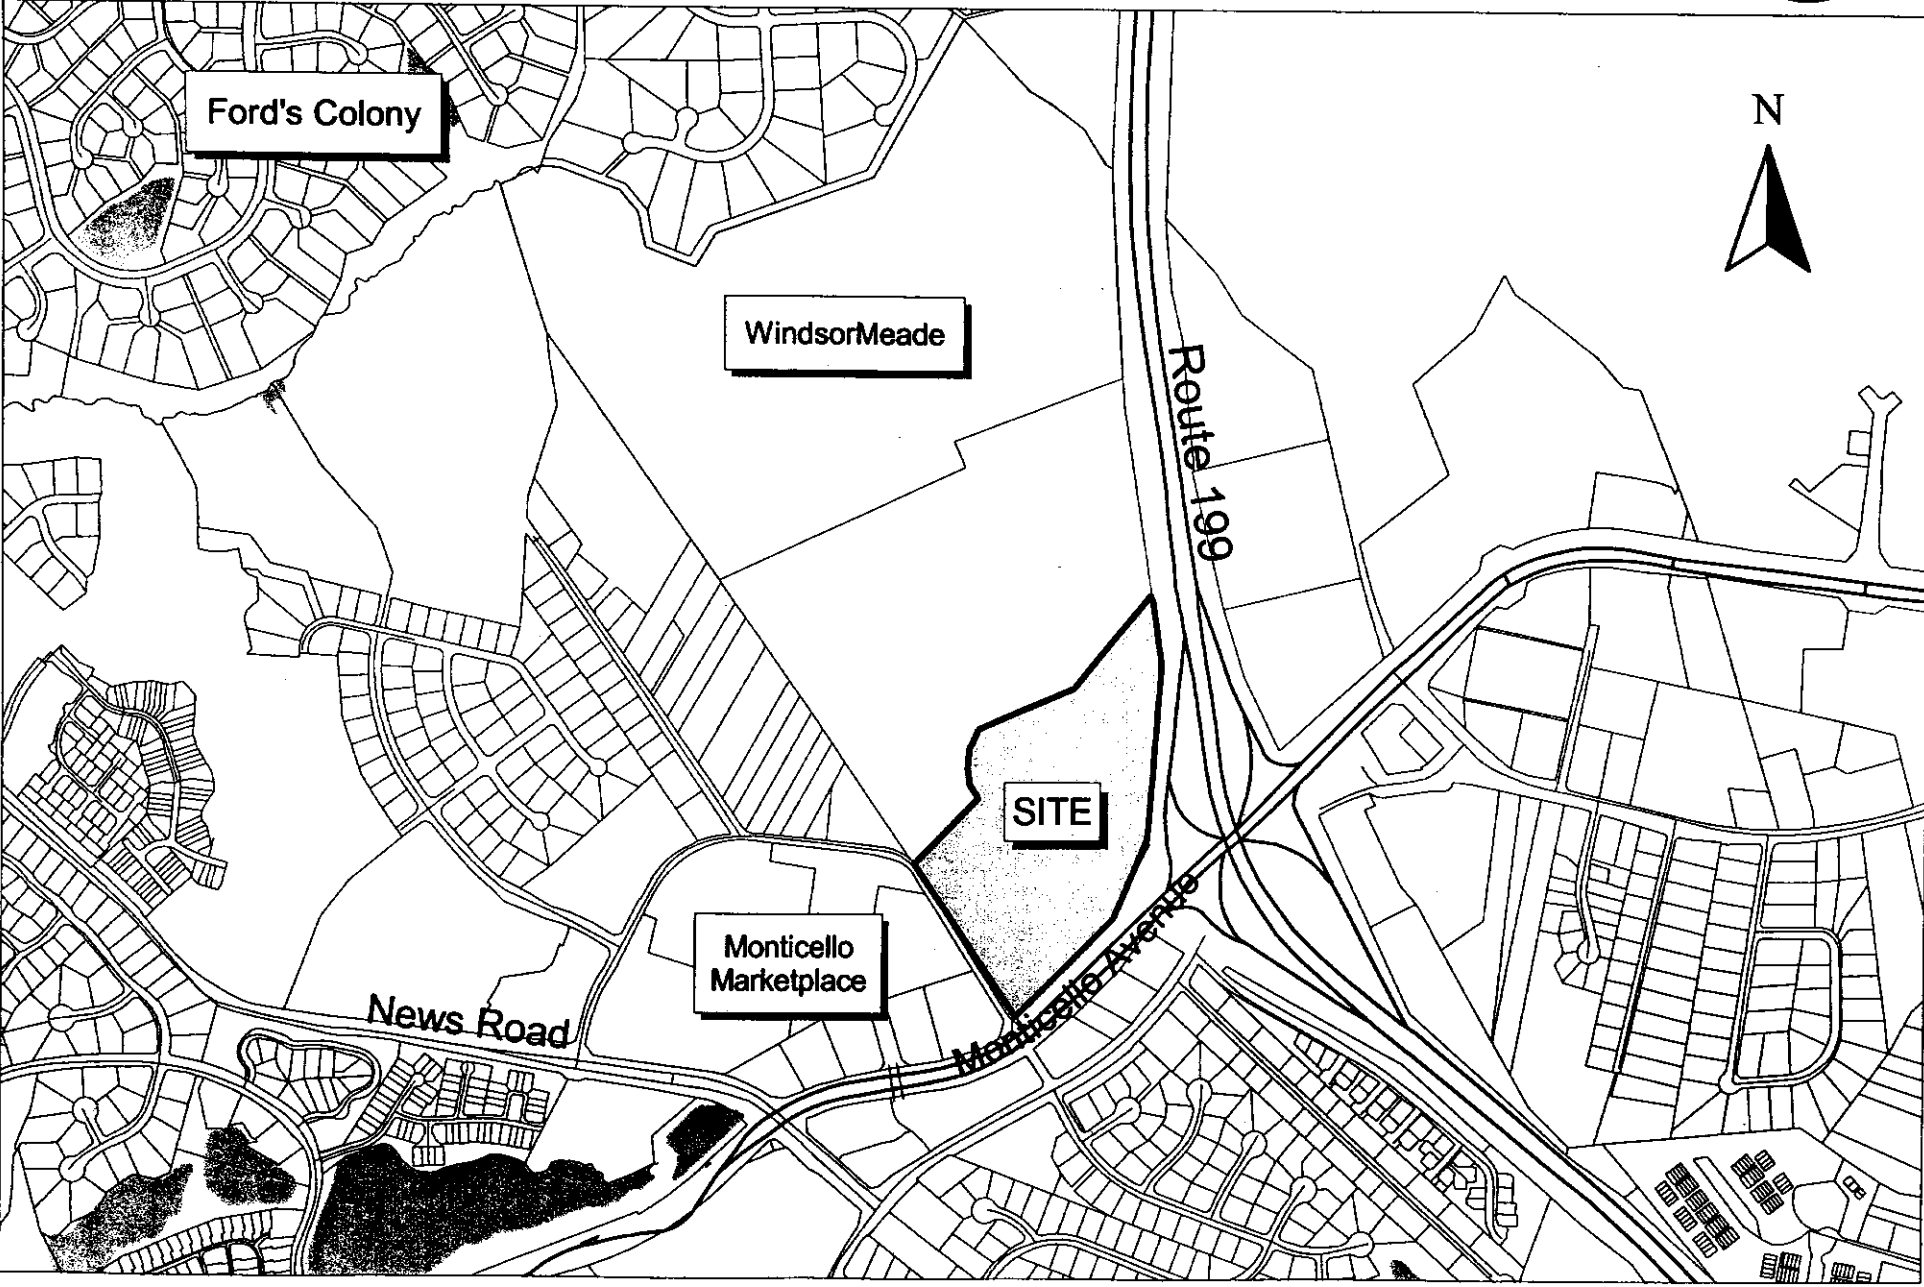 Ford's Colony
N
WindsorMeade
Route 199
SITE
Monticello
Marketplace
Monticello Avenue
News Road